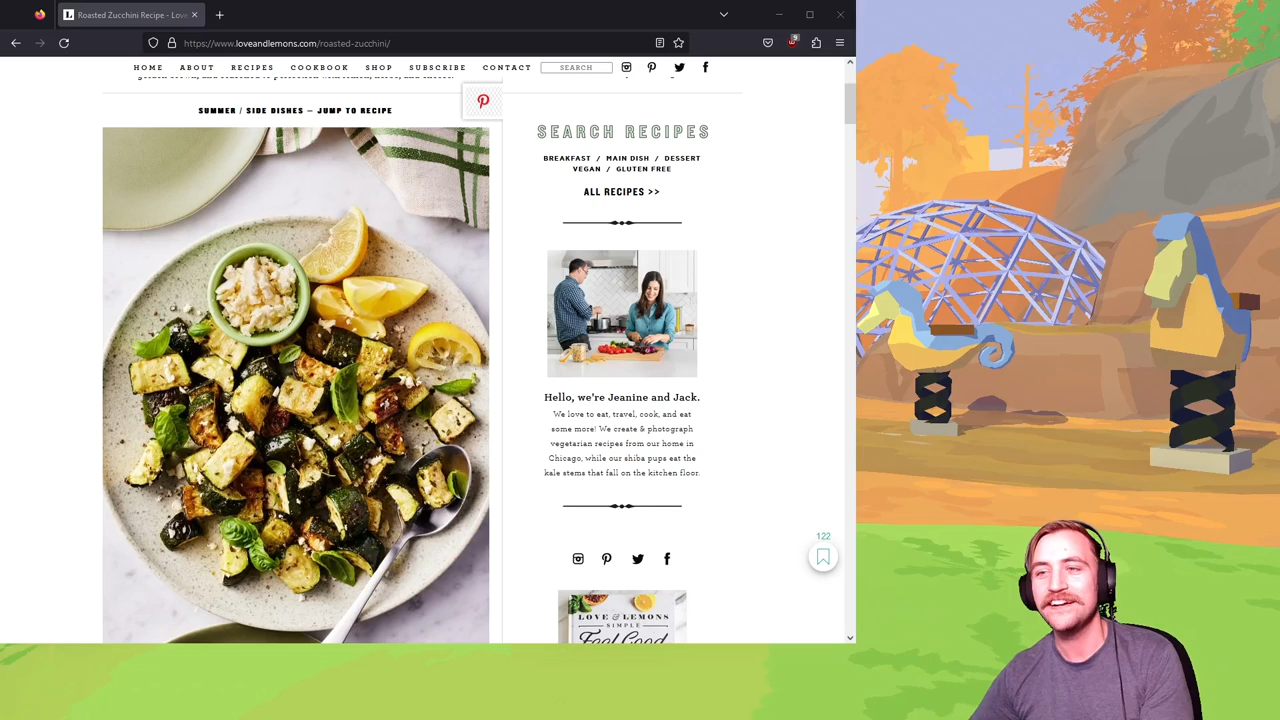 Roasted Zucchini Recipe - Love
9
https://www.loveandlemons.com/roasted-zucchini/
HOME ABOUT RECIPES COOKBOOK SHOP SUBSCRIBE CONTACT SEARCH
SUMMER / SIDE DISHES – JUMP TO RECIPE
SEARCH RECIPES
BREAKFAST / MAIN DISH / DESSERT
VEGAN / GLUTEN FREE
ALL RECIPES >>
Hello, we're Jeanine and Jack.
We love to eat, travel, cook, and eat
some more! We create & photograph
vegetarian recipes from our home in
Chicago, while our shiba pups eat the
kale stems that fall on the kitchen floor.
122
LOVE & LEMONS
SIMPLE
Feel Good